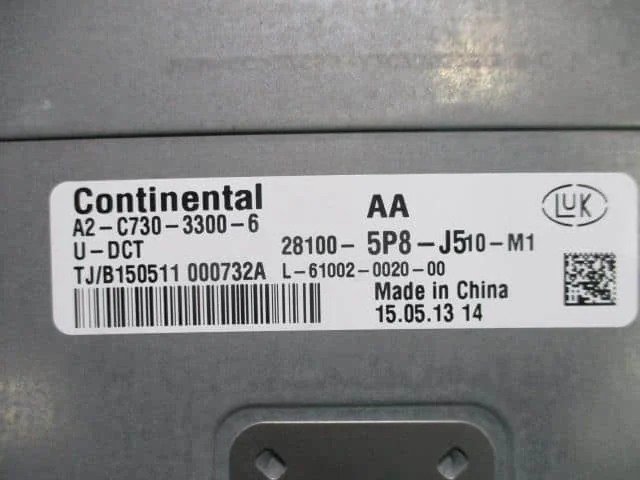 Continental
AA
LUK
A2-C730-3300-6
U-DCT
28100-5P8-J510-M1
TJ/B150511 000732A
L-61002-0020-00
Made in China
15.05.13 14